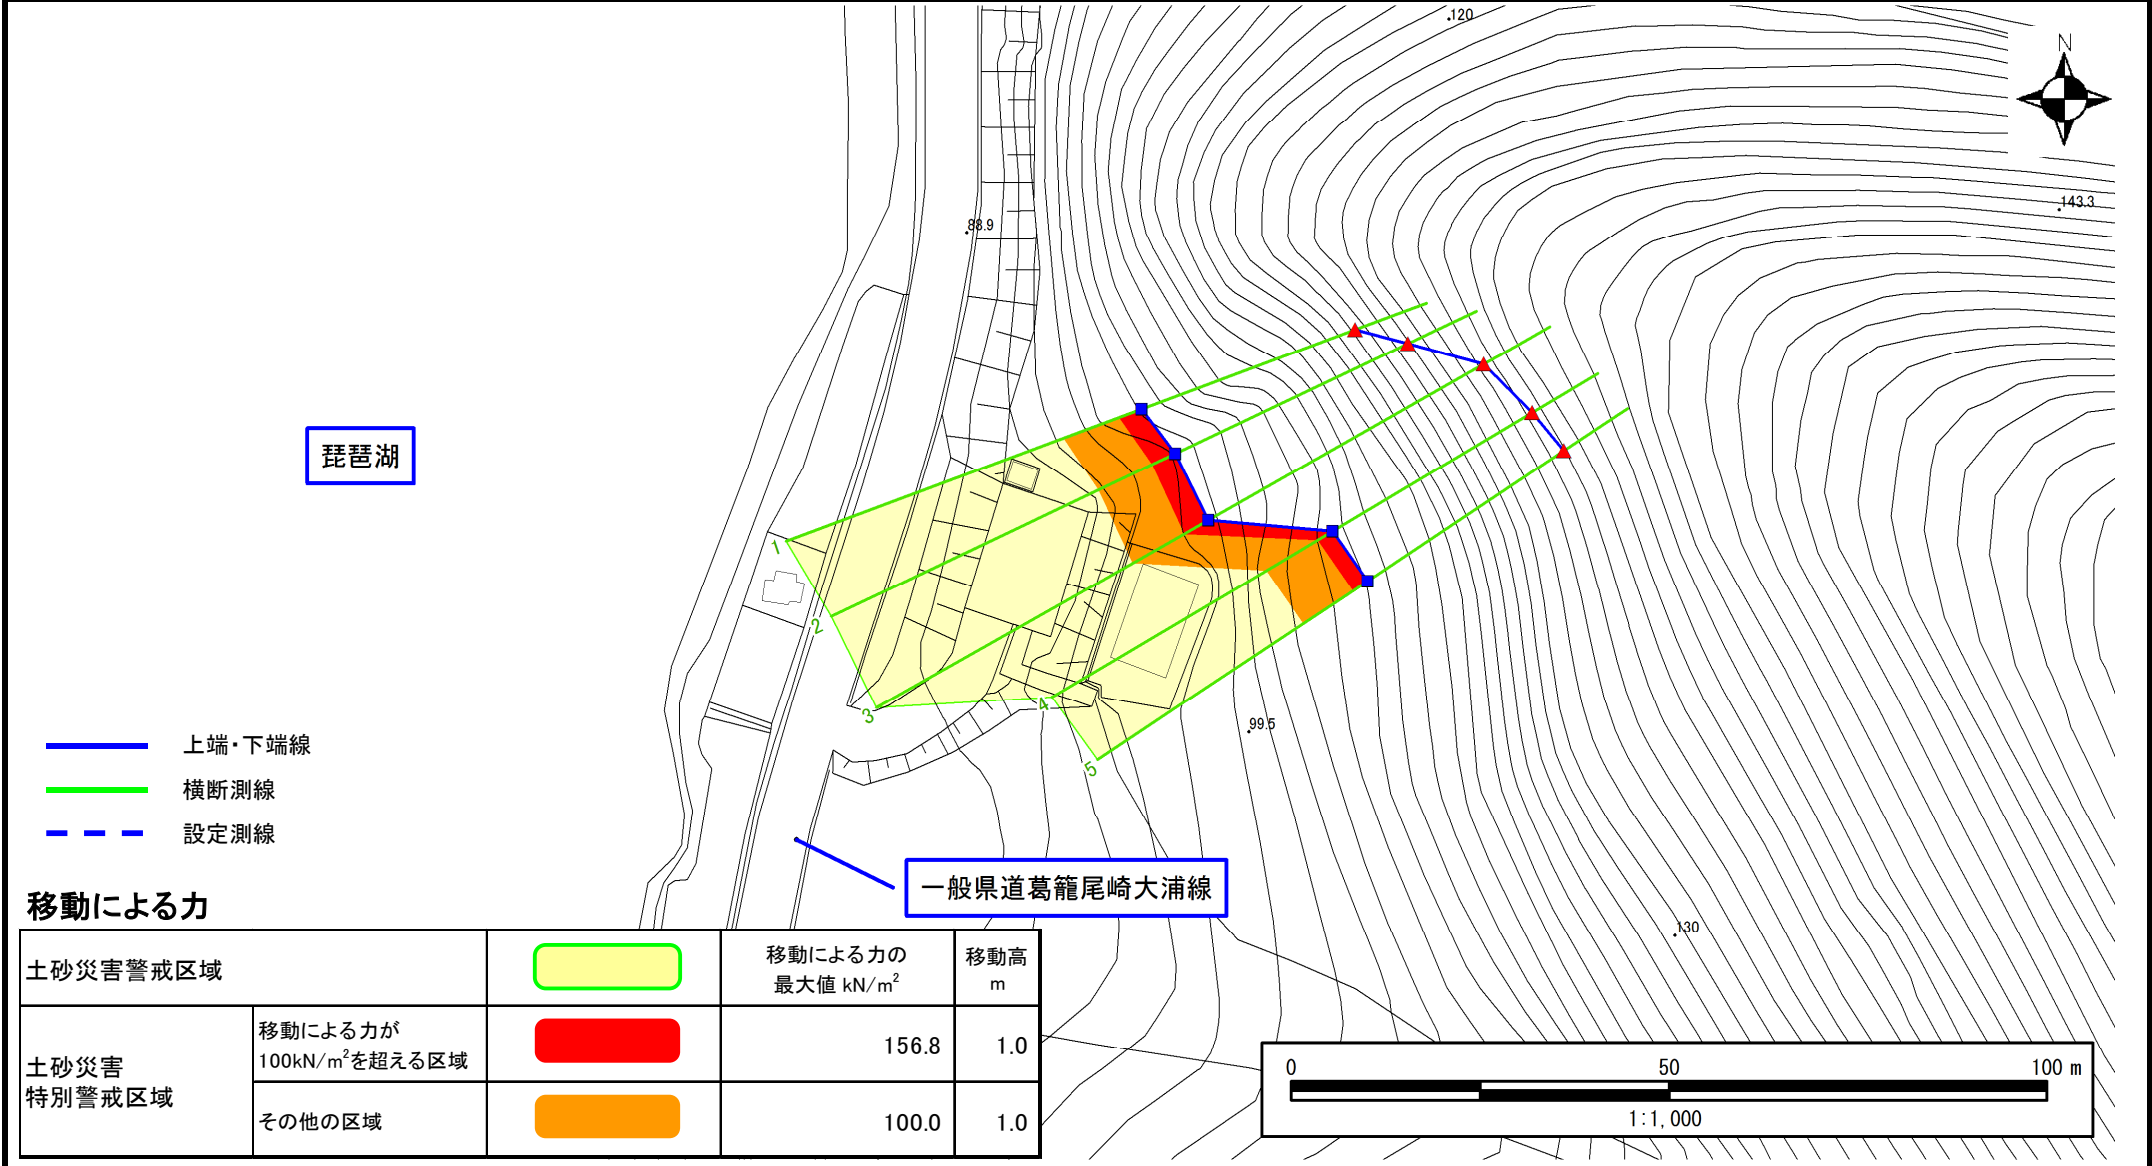 120
N
143.3
88.9
琵琶湖
1
2
3
4
5
99.5
上端・下端線
横断測線
設定測線
一般県道葛籠尾崎大浦線
130
移動による力
土砂災害警戒区域
移動による力の
最大値 kN/m²
移動高
m
土砂災害
特別警戒区域
移動による力が
100kN/m²を超える区域
156.8
1.0
その他の区域
100.0
1.0
0 50 100 m
1:1,000